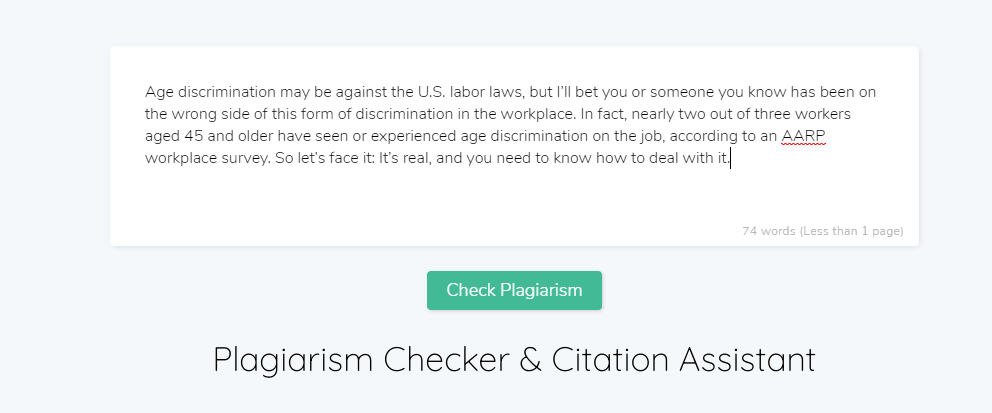 Age discrimination may be against the U.S. labor laws, but I’ll bet you or someone you know has been on
the wrong side of this form of discrimination in the workplace. In fact, nearly two out of three workers
aged 45 and older have seen or experienced age discrimination on the job, according to an AARP
workplace survey. So let’s face it: It’s real, and you need to know how to deal with it.
74 words (Less than 1 page)
Check Plagiarism
Plagiarism Checker & Citation Assistant